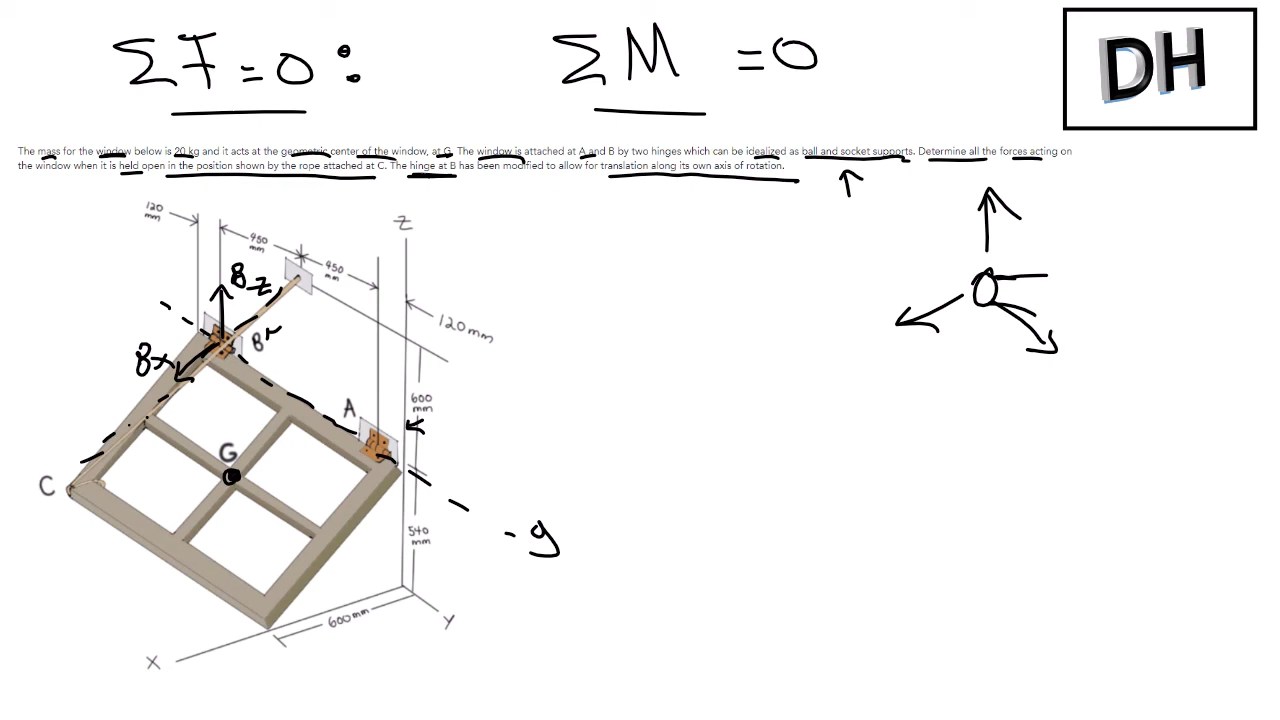 ΣF=0:
ΣM=0
DH
The mass for the window below is 20 kg and it acts at the geometric center of the window, at G. The window is attached at A and B by two hinges which can be idealized as ball and socket supports. Determine all the forces acting on
the window when it is held open in the position shown by the rope attached at C. The hinge at B has been modified to allow for translation along its own axis of rotation.
120
mm
450
mm
450
mm
Z
120mm
Bz
B
Bx
A
600
mm
G
C
540
mm
y
600mm
X
Y